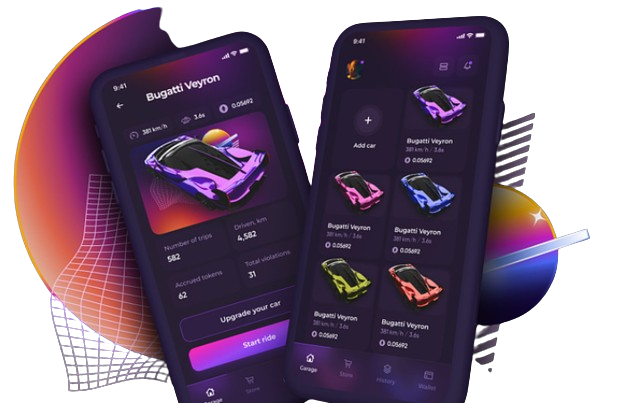 9:41
Bugatti Veyron
381 km/h
3.6s
0.05692
Number of trips
582
Driven, km
4,582
Accrued tokens
62
Total violations
31
Upgrade your car
Start ride
Garage
Store
9:41
Add car
Bugatti Veyron
381 km/h / 3.6s
0.05692
Bugatti Veyron
381 km/h / 3.6s
0.05692
Bugatti Veyron
381 km/h / 3.6s
0.05692
Bugatti Veyron
381 km/h / 3.6s
0.05692
Bugatti Veyron
381 km/h / 3.6s
0.05692
Garage
Store
History
Wallet